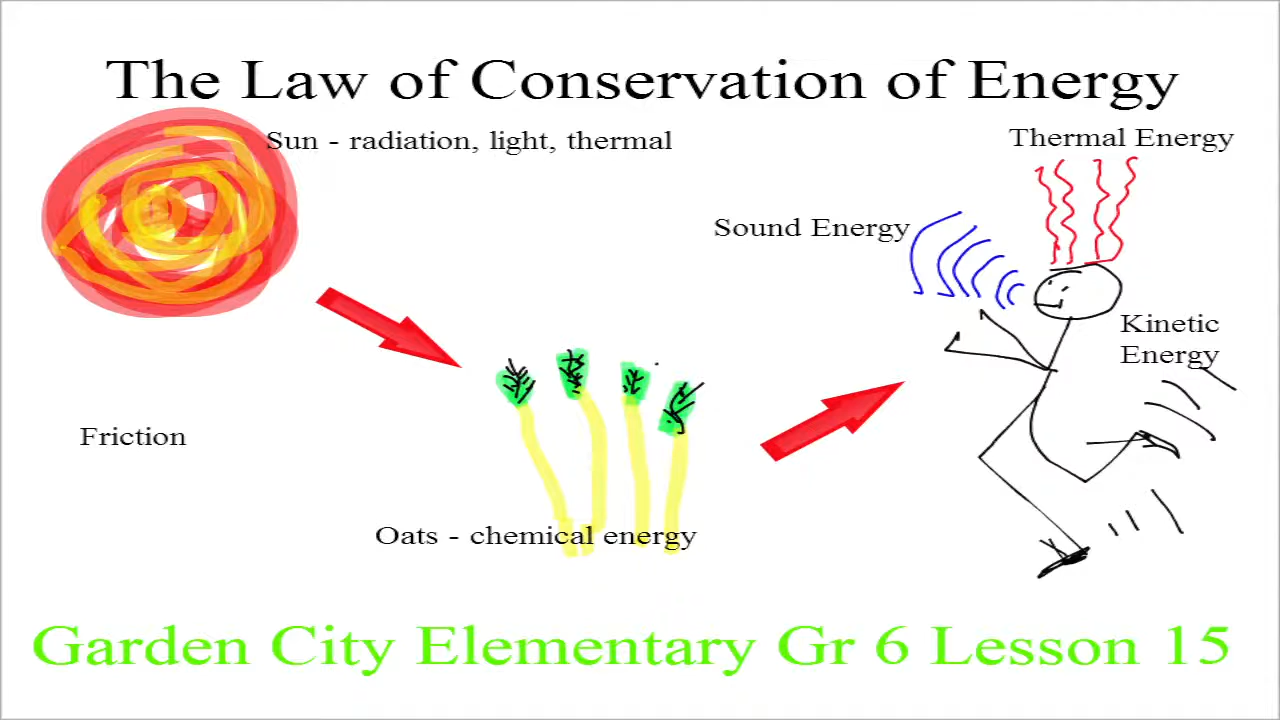 The Law of Conservation of Energy
Sun - radiation, light, thermal
Thermal Energy
Sound Energy
Kinetic
Energy
Friction
Oats - chemical energy
Garden City Elementary Gr 6 Lesson 15